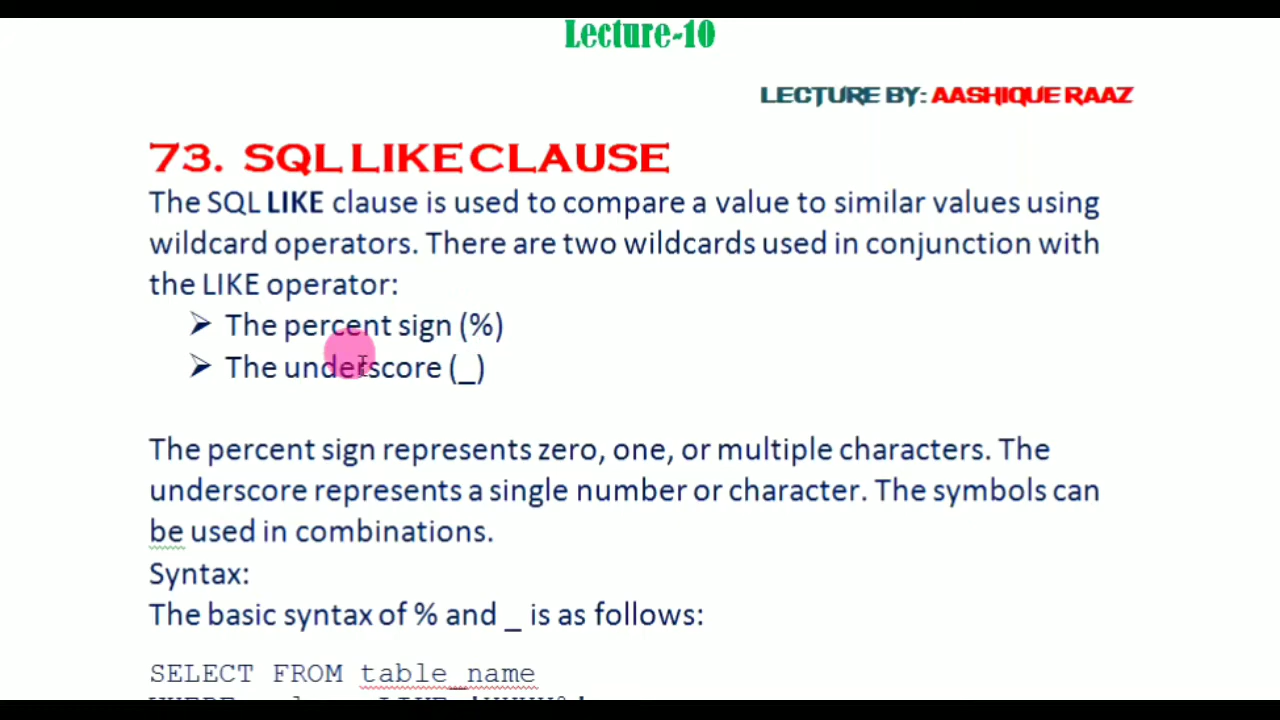 Lecture-10
LECTURE BY: AASHIQUE RAAZ
73. SQL LIKE CLAUSE
The SQL LIKE clause is used to compare a value to similar values using
wildcard operators. There are two wildcards used in conjunction with
the LIKE operator:
➢ The percent sign (%)
➢ The underscore (_)
The percent sign represents zero, one, or multiple characters. The
underscore represents a single number or character. The symbols can
be used in combinations.
Syntax:
The basic syntax of % and _ is as follows:
SELECT FROM table_name